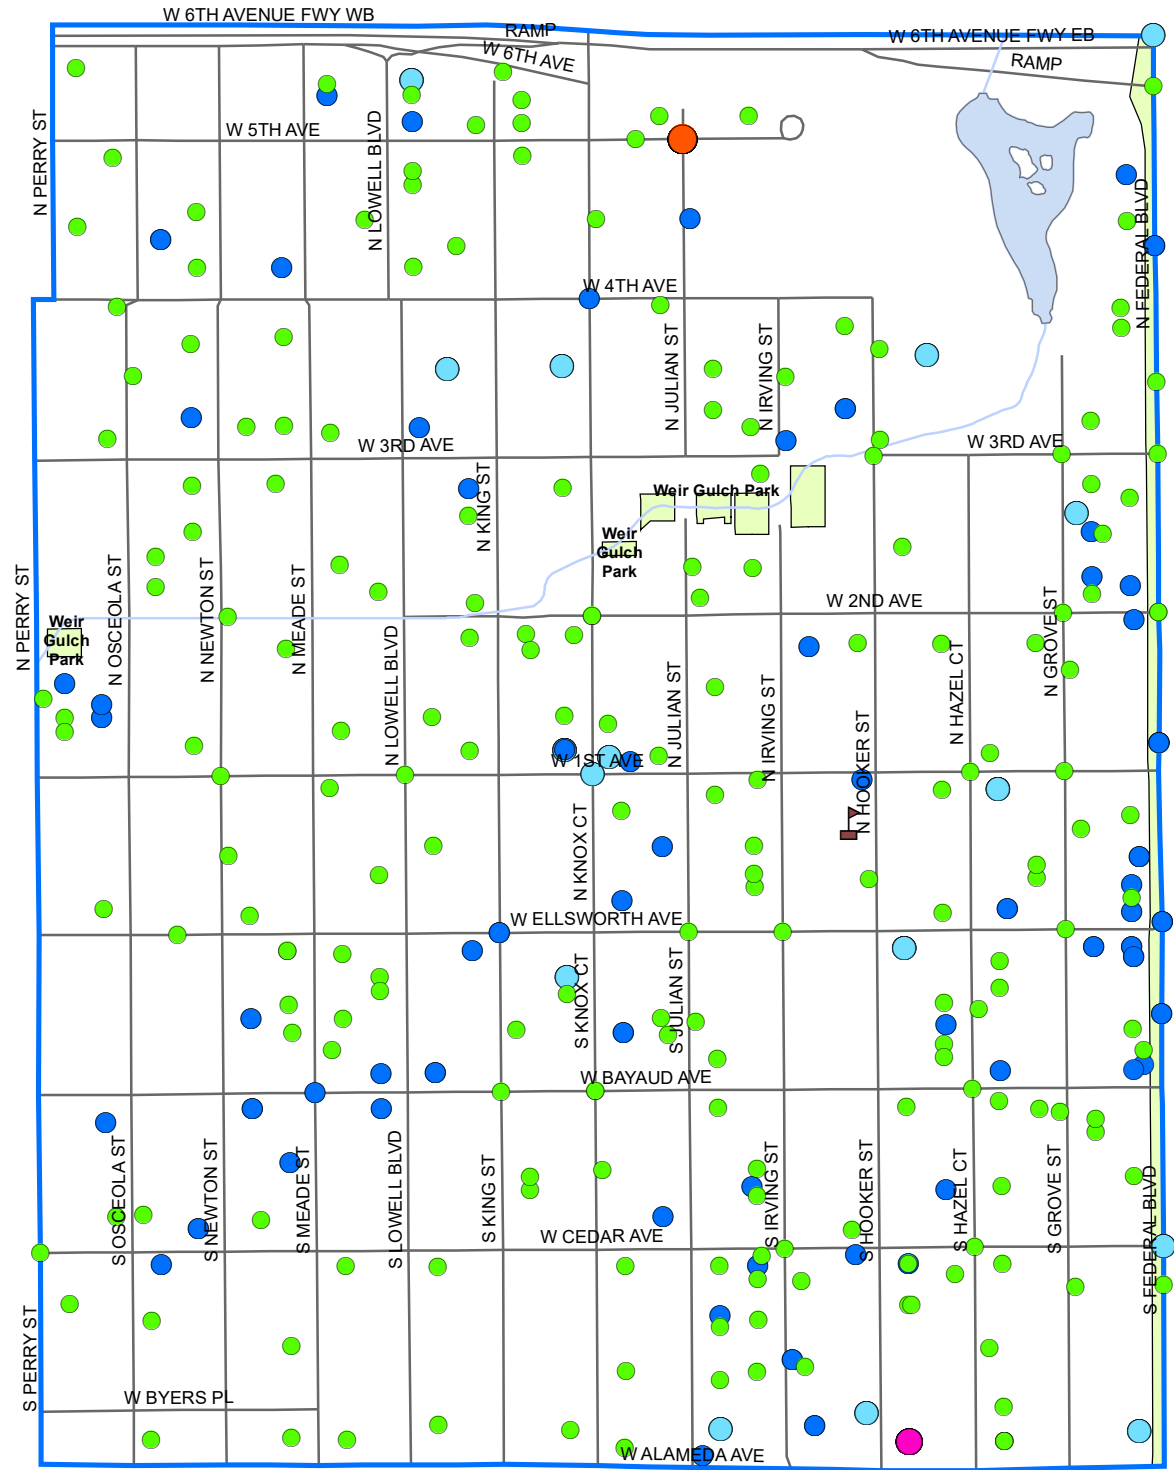 W 6TH AVENUE FWY WB
RAMP
W 6TH AVENUE FWY EB
W 6TH AVE
RAMP
N PERRY ST
W 5TH AVE
N LOWELL BLVD
N FEDERAL BLVD
W 4TH AVE
N JULIAN ST
N IRVING ST
W 3RD AVE
W 3RD AVE
N KING ST
Weir Gulch Park
Weir
Gulch
Park
N PERRY ST
N OSCEOLA ST
N NEWTON ST
N MEADE ST
W 2ND AVE
N GROVE ST
Weir
Gulch
Park
N LOWELL BLVD
N JULIAN ST
N IRVING ST
N HOOKER ST
N HAZEL CT
W 1ST AVE
N KNOX CT
W ELLSWORTH AVE
S KNOX CT
S JULIAN ST
W BAYAUD AVE
S OSCEOLA ST
S NEWTON ST
S MEADE ST
S LOWELL BLVD
S KING ST
S IRVING ST
S HOOKER ST
S HAZEL CT
S GROVE ST
S FEDERAL BLVD
W CEDAR AVE
S PERRY ST
W BYERS PL
W ALAMEDA AVE